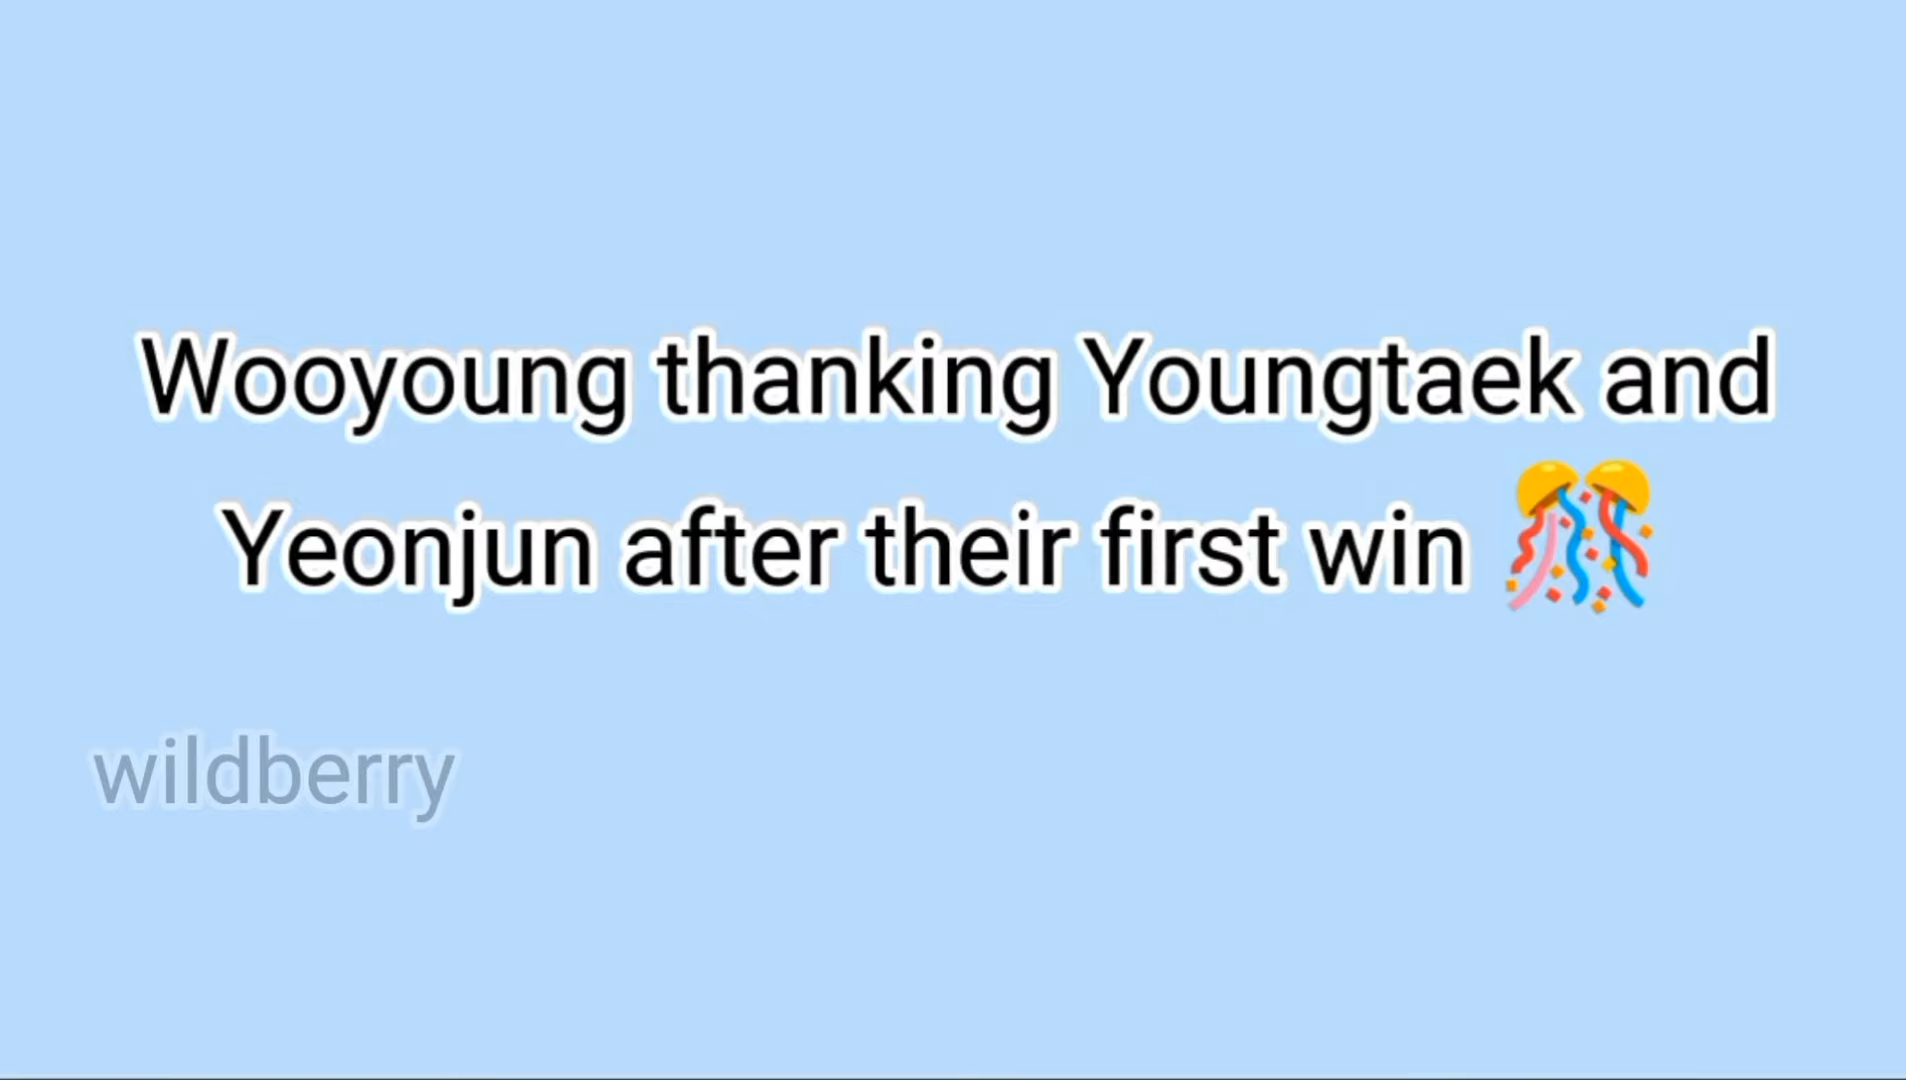 Wooyoung thanking Youngtaek and
Yeonjun after their first win 🎊
wildberry